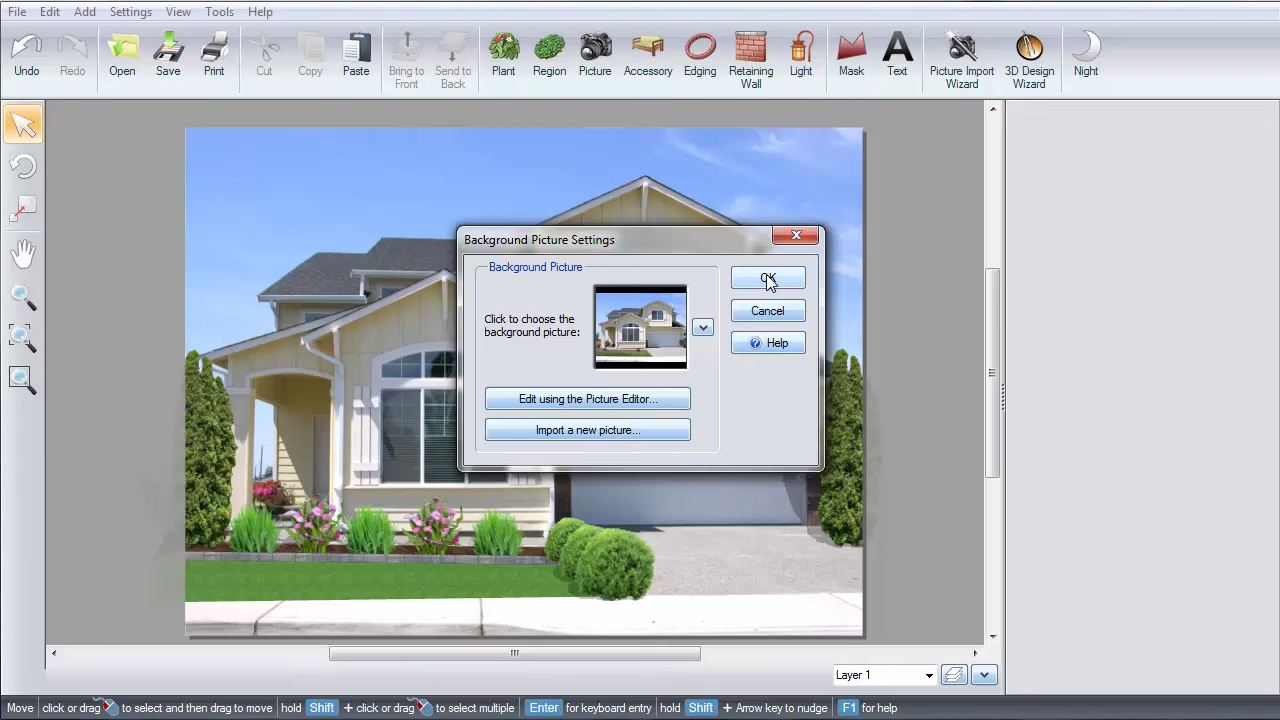 File Edit Add Settings View Tools Help
Undo Redo Open Save Print Cut Copy Paste Bring to Front Send to Back Plant Region Picture Accessory Edging Retaining Wall Light Mask Text Picture Import Wizard 3D Design Wizard Night
Background Picture Settings
Background Picture
OK
Click to choose the
background picture:
Cancel
Help
Edit using the Picture Editor...
Import a new picture...
Layer 1
Move click or drag to select and then drag to move hold Shift + click or drag to select multiple Enter for keyboard entry hold Shift + Arrow key to nudge F1 for help